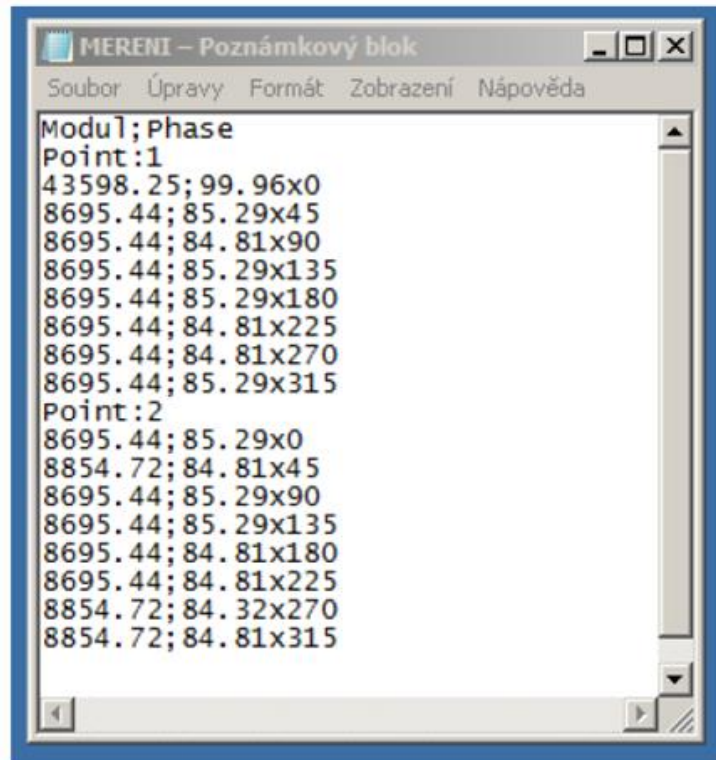 MERENI – Poznámkový blok
Soubor Úpravy Formát Zobrazení Nápověda
Modul;Phase
Point:1
43598.25;99.96x0
8695.44;85.29x45
8695.44;84.81x90
8695.44;85.29x135
8695.44;85.29x180
8695.44;84.81x225
8695.44;84.81x270
8695.44;85.29x315
Point:2
8695.44;85.29x0
8854.72;84.81x45
8695.44;85.29x90
8695.44;85.29x135
8695.44;84.81x180
8695.44;84.81x225
8854.72;84.32x270
8854.72;84.81x315